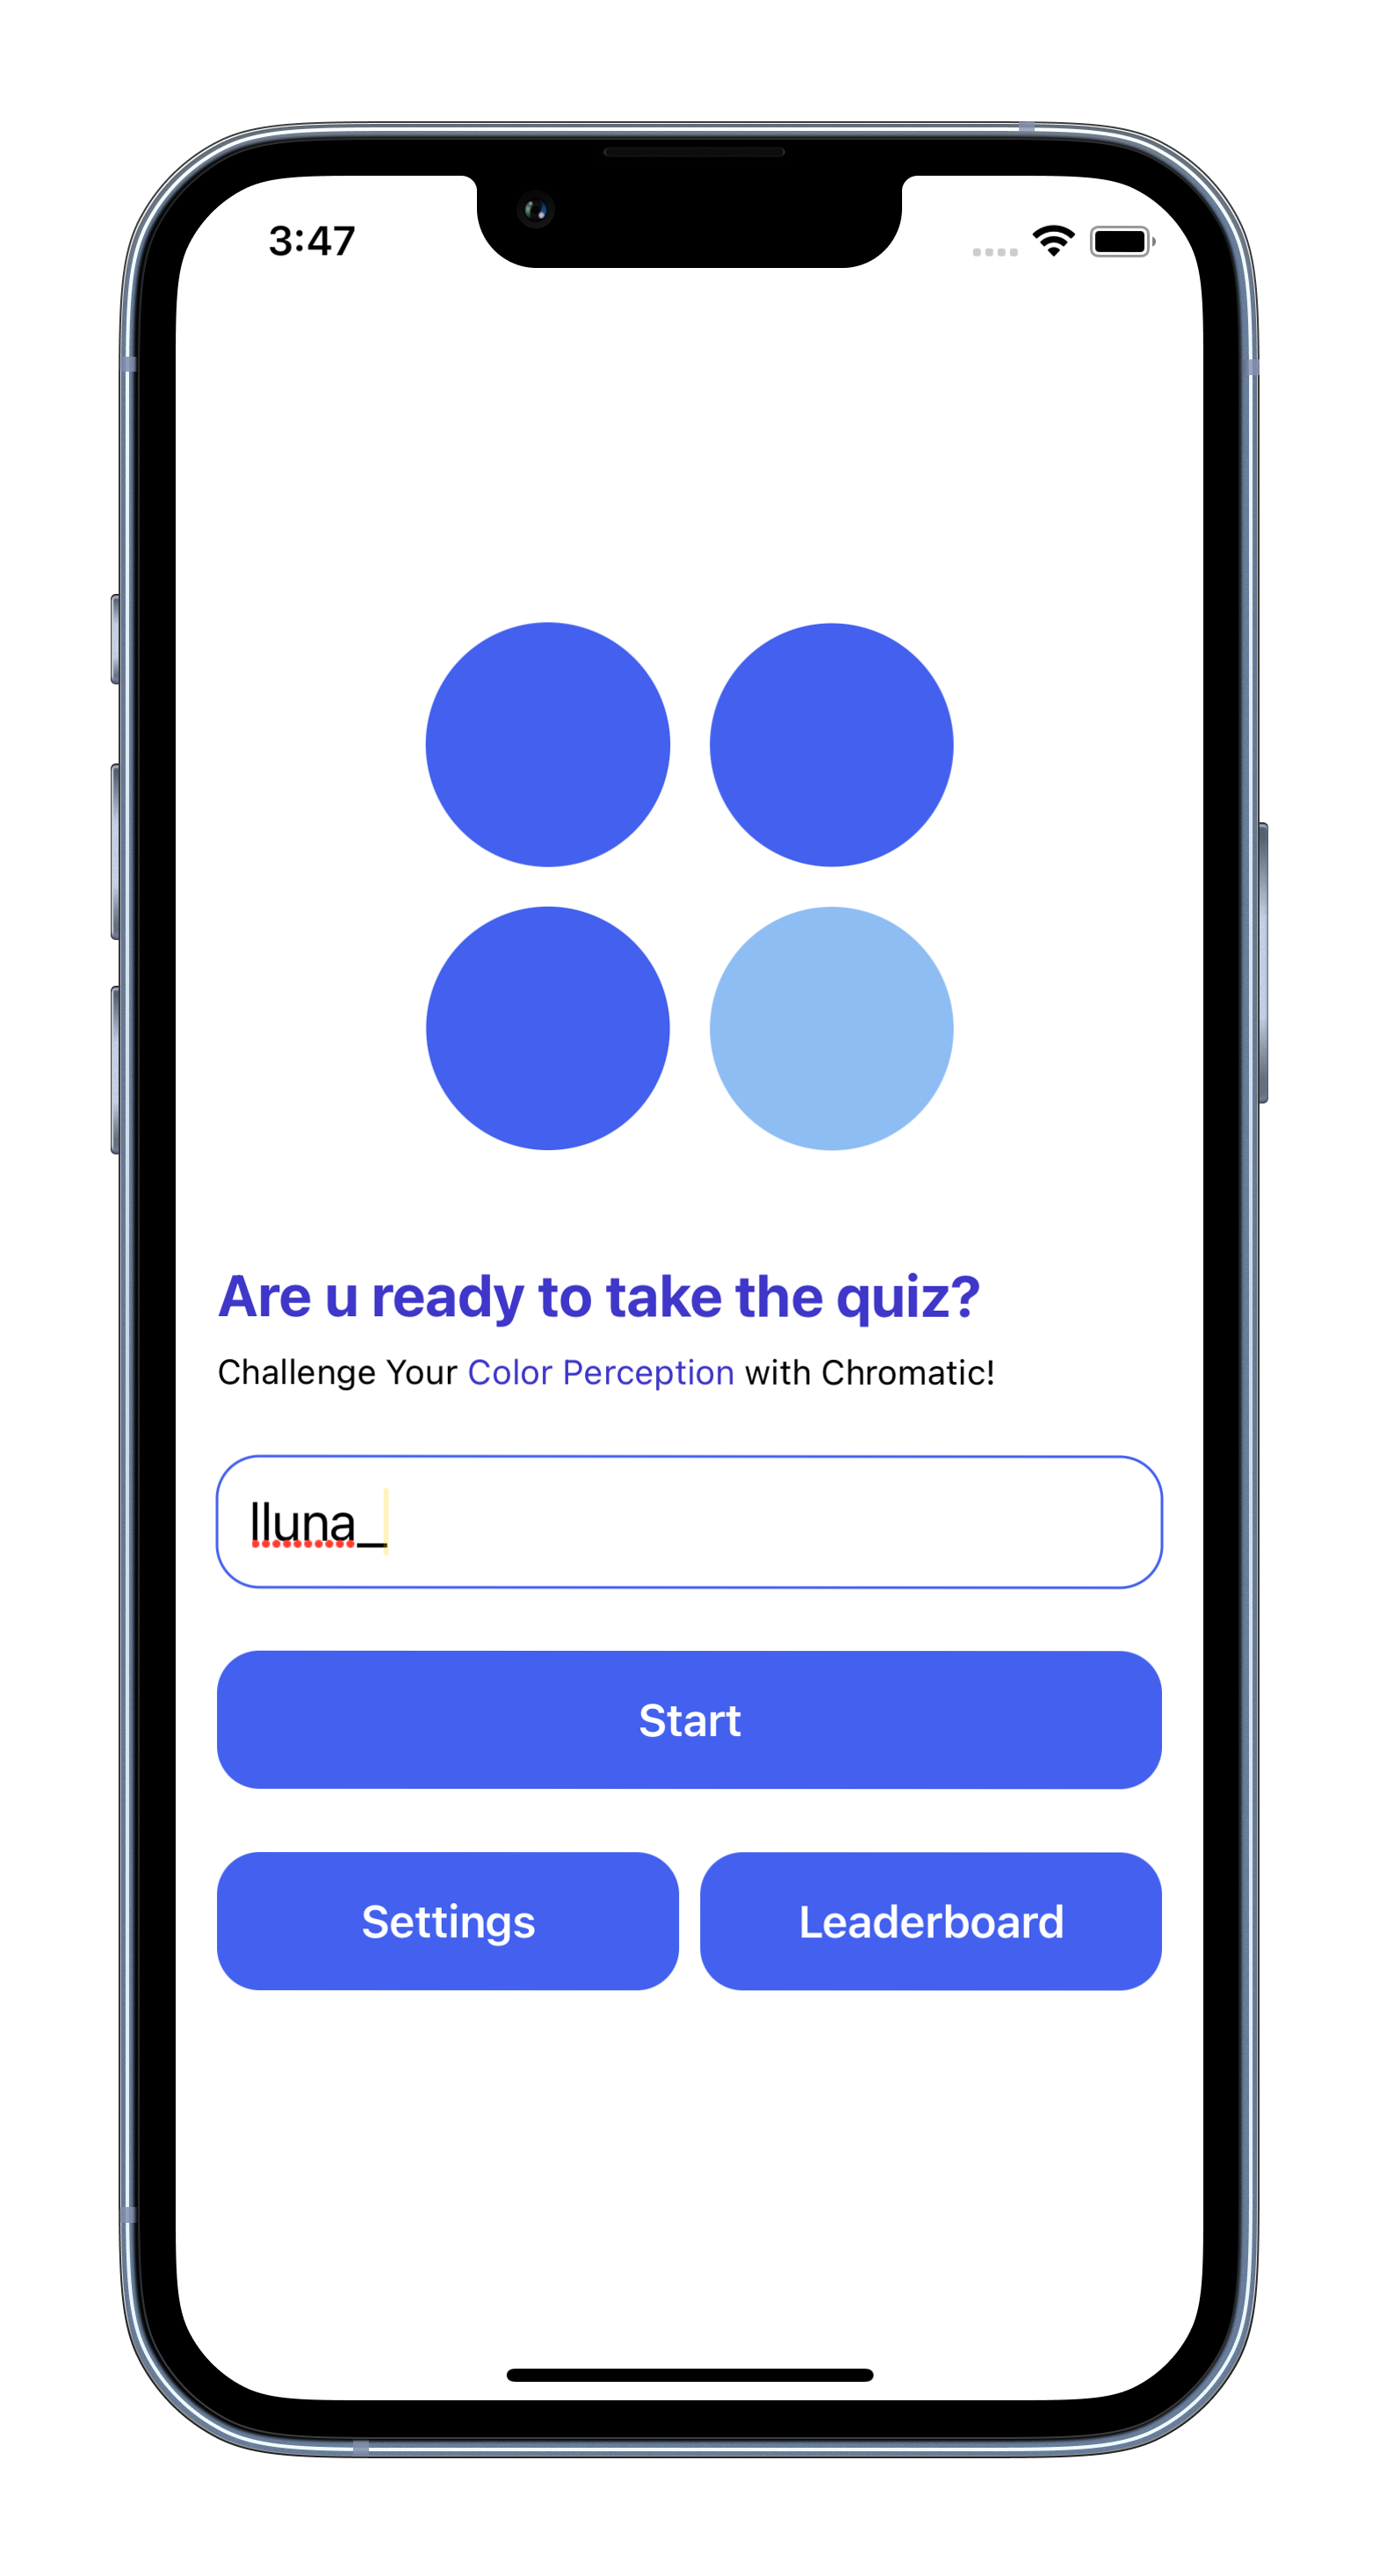 3:47
Are u ready to take the quiz?
Challenge Your Color Perception with Chromatic!
lluna_
Start
Settings Leaderboard